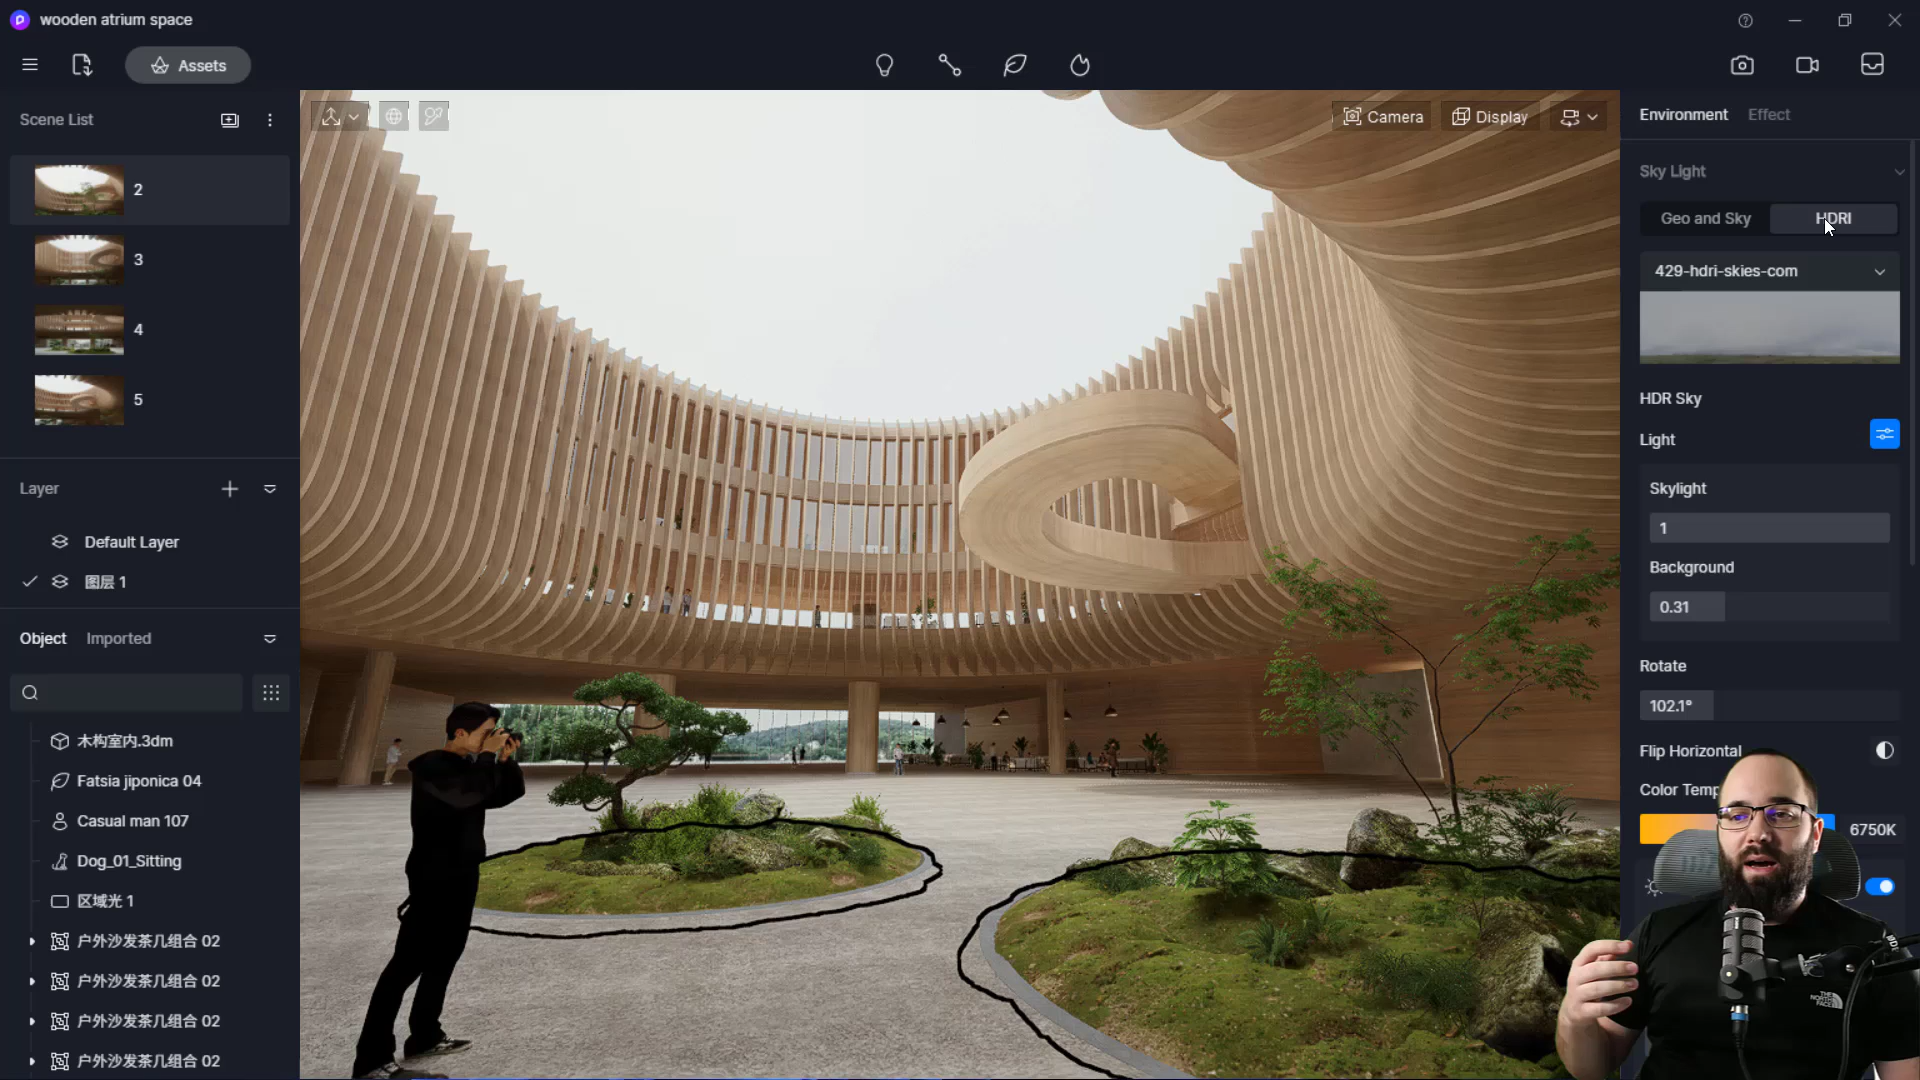 wooden atrium space
Assets
Scene List
2
3
4
5
Layer
Default Layer
图层 1
Object Imported
木构室内.3dm
Fatsia jiponica 04
Casual man 107
Dog_01_Sitting
区域光 1
户外沙发茶几组合 02
户外沙发茶几组合 02
户外沙发茶几组合 02
户外沙发茶几组合 02
Camera Display
Environment Effect
Sky Light
Geo and Sky HDRI
429-hdri-skies-com
HDR Sky
Light
Skylight
1
Background
0.31
Rotate
102.1°
Flip Horizontal
Color Temp
6750K
THE NORTH FACE